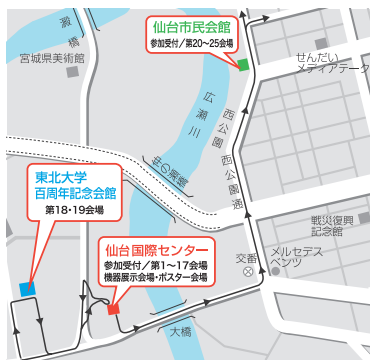 澱橋
宮城県美術館
仙台市民会館
参加受付／第20〜25会場
せんだい
メディアテーク
広瀬川
西公園
西公園通
東北大学
百周年記念会館
第18・19会場
仙台国際センター
参加受付／第1〜17会場
機器展示会場・ポスター会場
戦災復興
記念館
交番
メルセデス
ベンツ
大橋